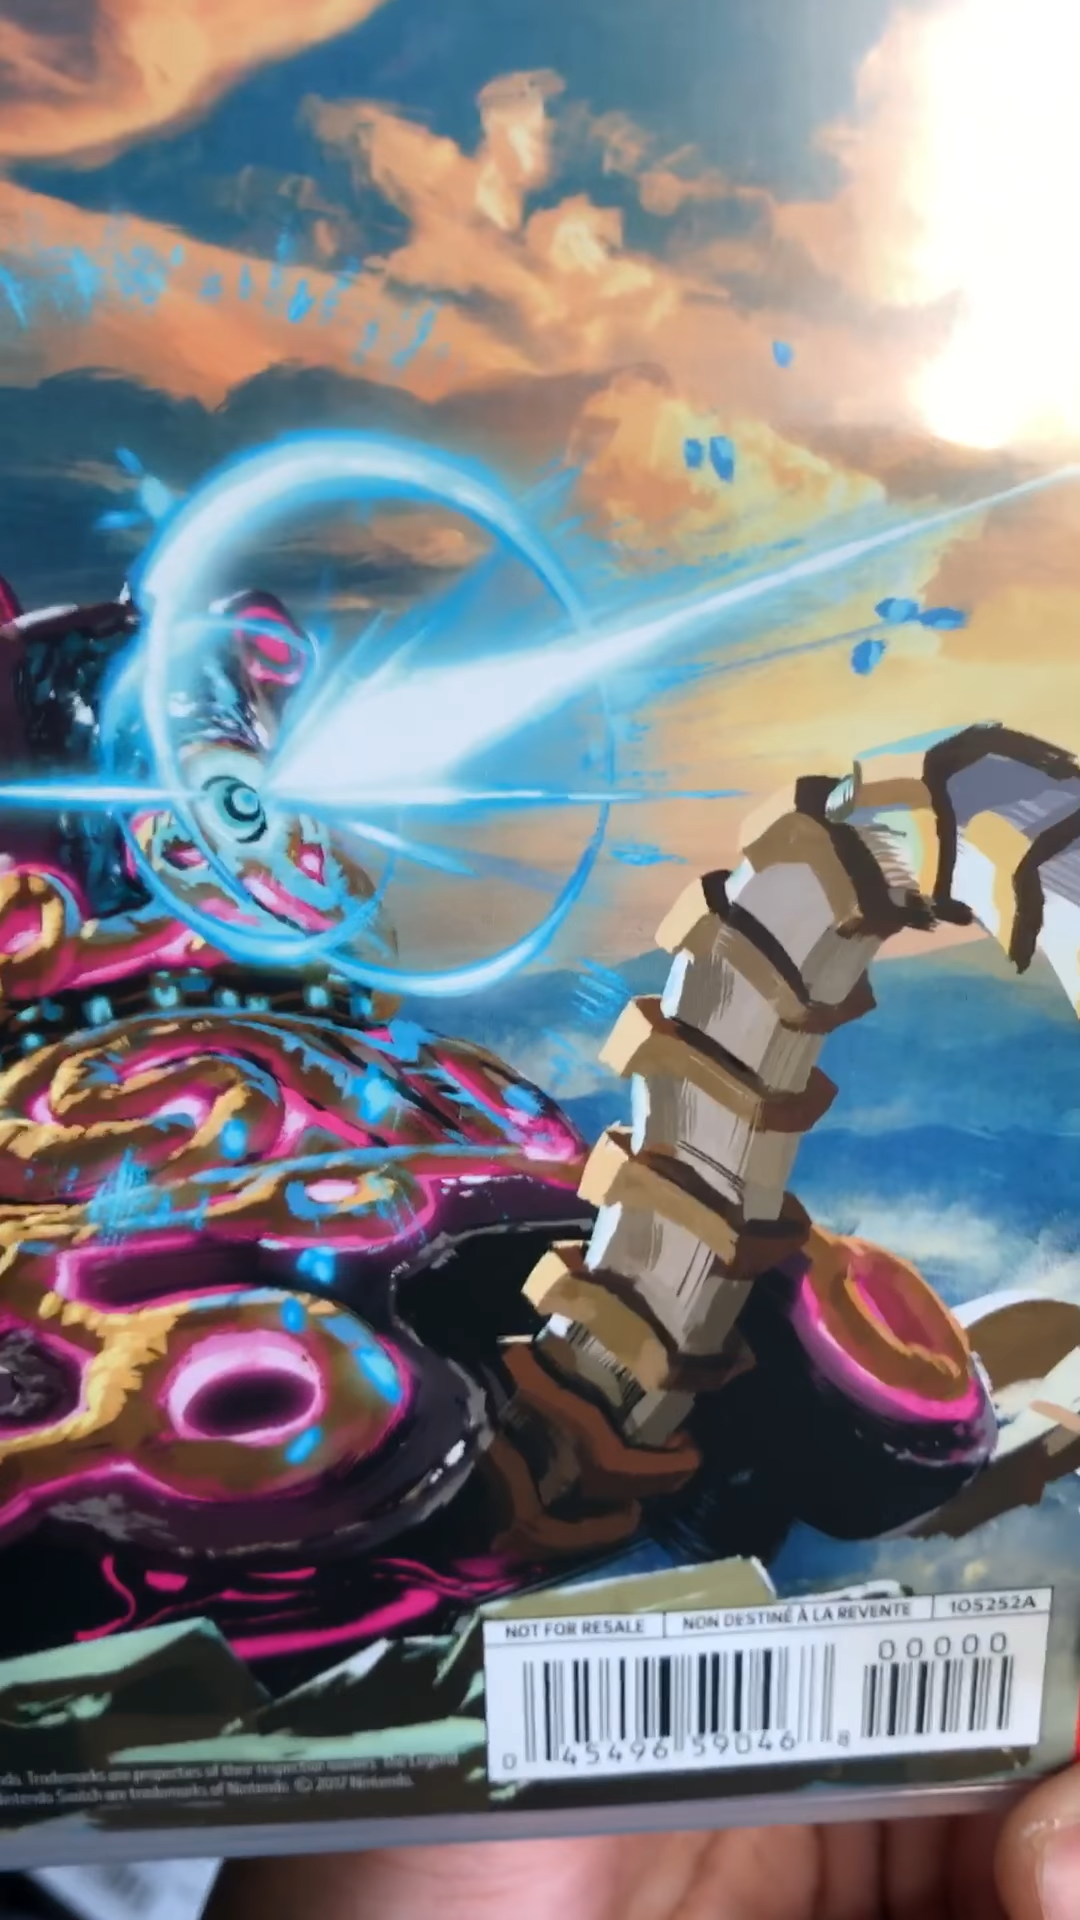 NOT FOR RESALE
NON DESTINÉ À LA REVENTE
105252A
00000
0 45496 59046 8
Trademarks are properties of their respective owners. The Legend
Nintendo Switch are trademarks of Nintendo. © 2017 Nintendo.